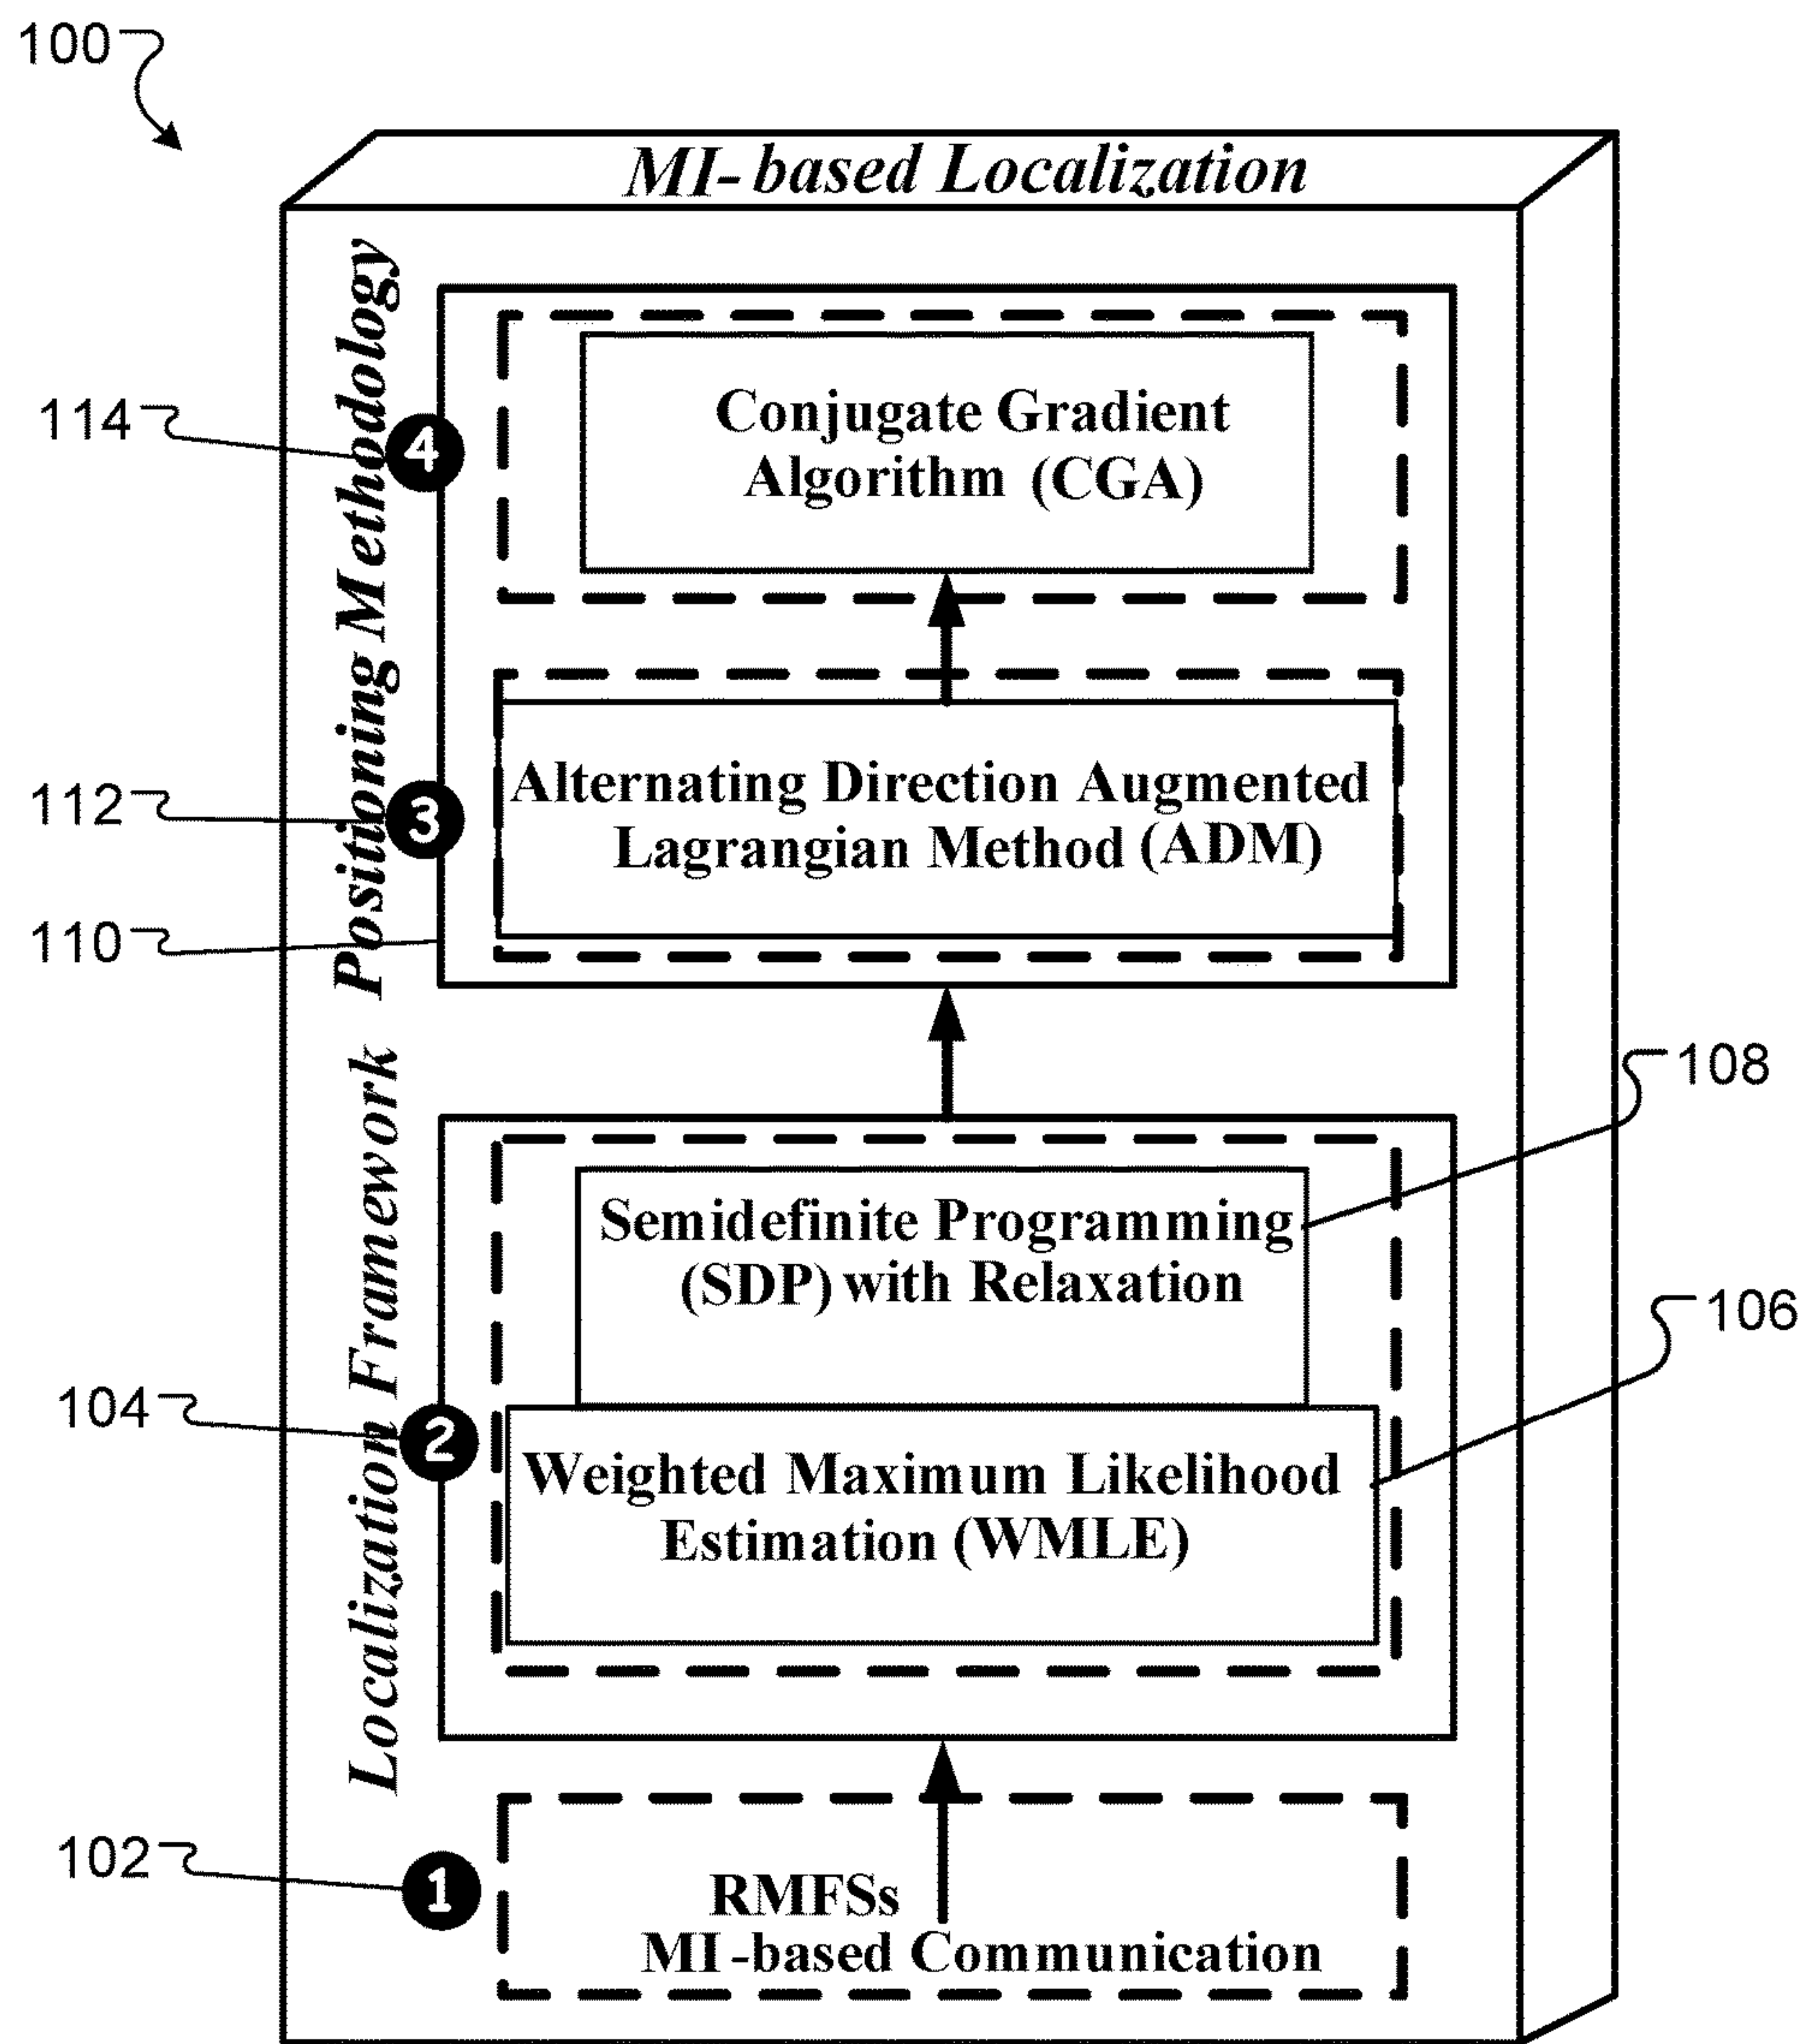 100
MI-based Localization
Positioning Methodology
114
4
Conjugate Gradient
Algorithm (CGA)
112
3
Alternating Direction Augmented
Lagrangian Method (ADM)
110
Localization Framework
108
Semidefinite Programming
(SDP) with Relaxation
106
104
2
Weighted Maximum Likelihood
Estimation (WMLE)
102
1
RMFSs
MI-based Communication